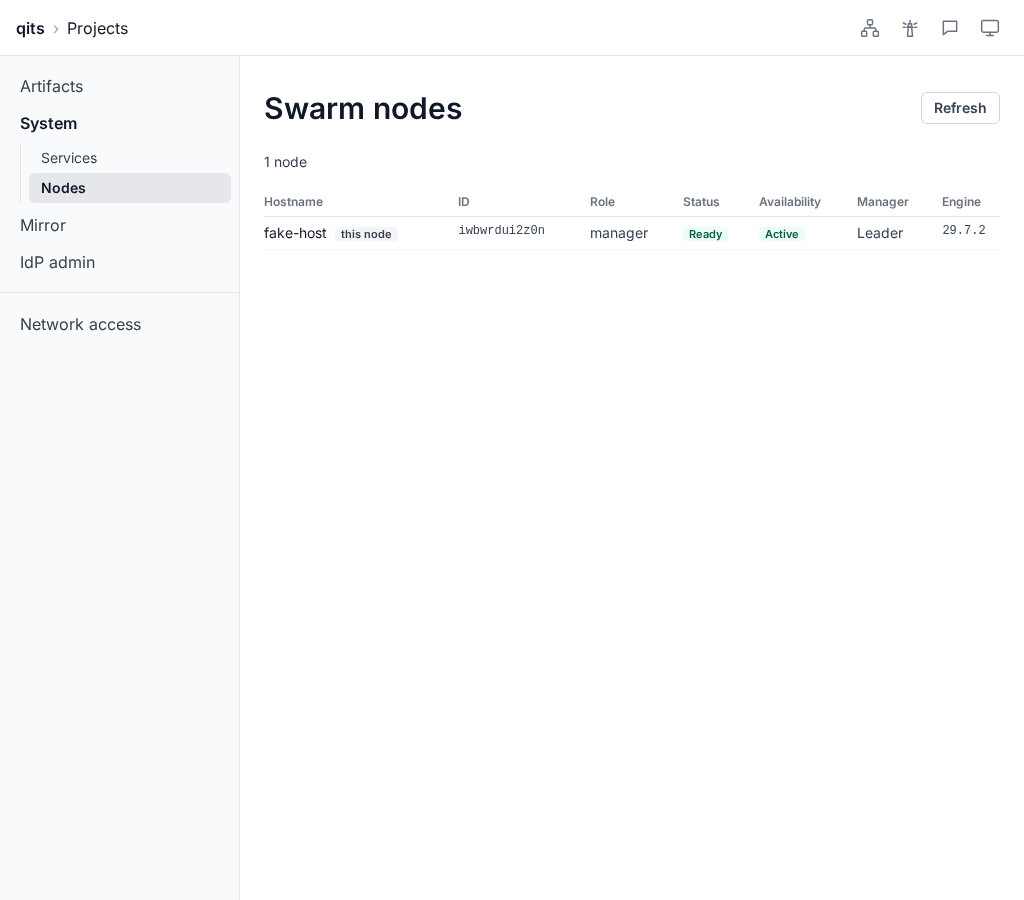 qits › Projects
Artifacts
System
Services
Nodes
Mirror
IdP admin
Network access
Swarm nodes
Refresh
1 node
Hostname ID Role Status Availability Manager Engine
fake-host this node iwbwrdui2z0n manager Ready Active Leader 29.7.2